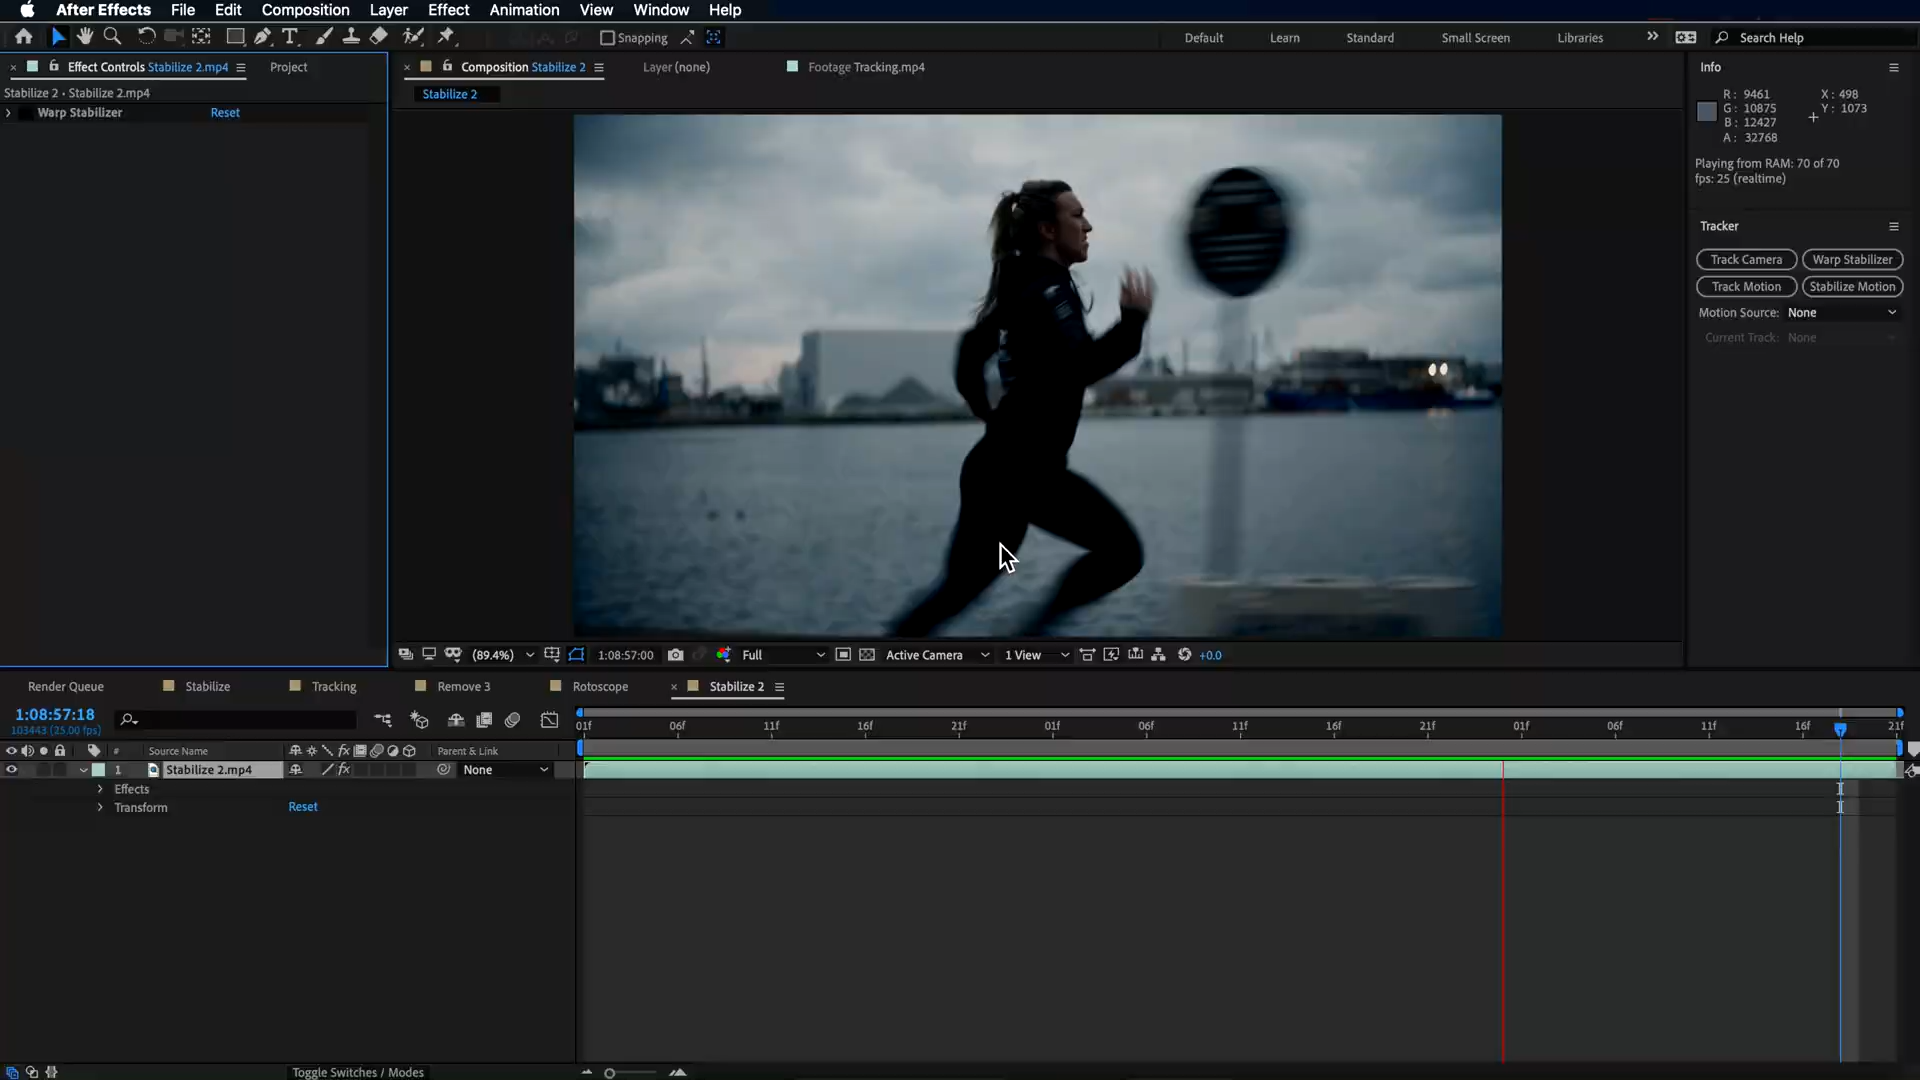 After Effects File Edit Composition Layer Effect Animation View Window Help
Snapping Default Learn Standard Small Screen Libraries Search Help
Effect Controls Stabilize 2.mp4 Project
Stabilize 2 • Stabilize 2.mp4
Warp Stabilizer Reset
Composition Stabilize 2 Layer (none) Footage Tracking.mp4
Stabilize 2
Info
R: 9461 X: 498
G: 10875 Y: 1073
B: 12427
A: 32768
Playing from RAM: 70 of 70
fps: 25 (realtime)
Tracker
Track Camera Warp Stabilizer
Track Motion Stabilize Motion
Motion Source: None
Current Track: None
(89.4%) 1:08:57:00 Full Active Camera 1 View +0.0
Render Queue Stabilize Tracking Remove 3 Rotoscope Stabilize 2
1:08:57:18
103443 (25.00 fps)
01f 06f 11f 16f 21f 01f 06f 11f 16f 21f 01f 06f 11f 16f 21f
# Source Name fx Parent & Link
1 Stabilize 2.mp4 fx None
Effects
Transform Reset
Toggle Switches / Modes